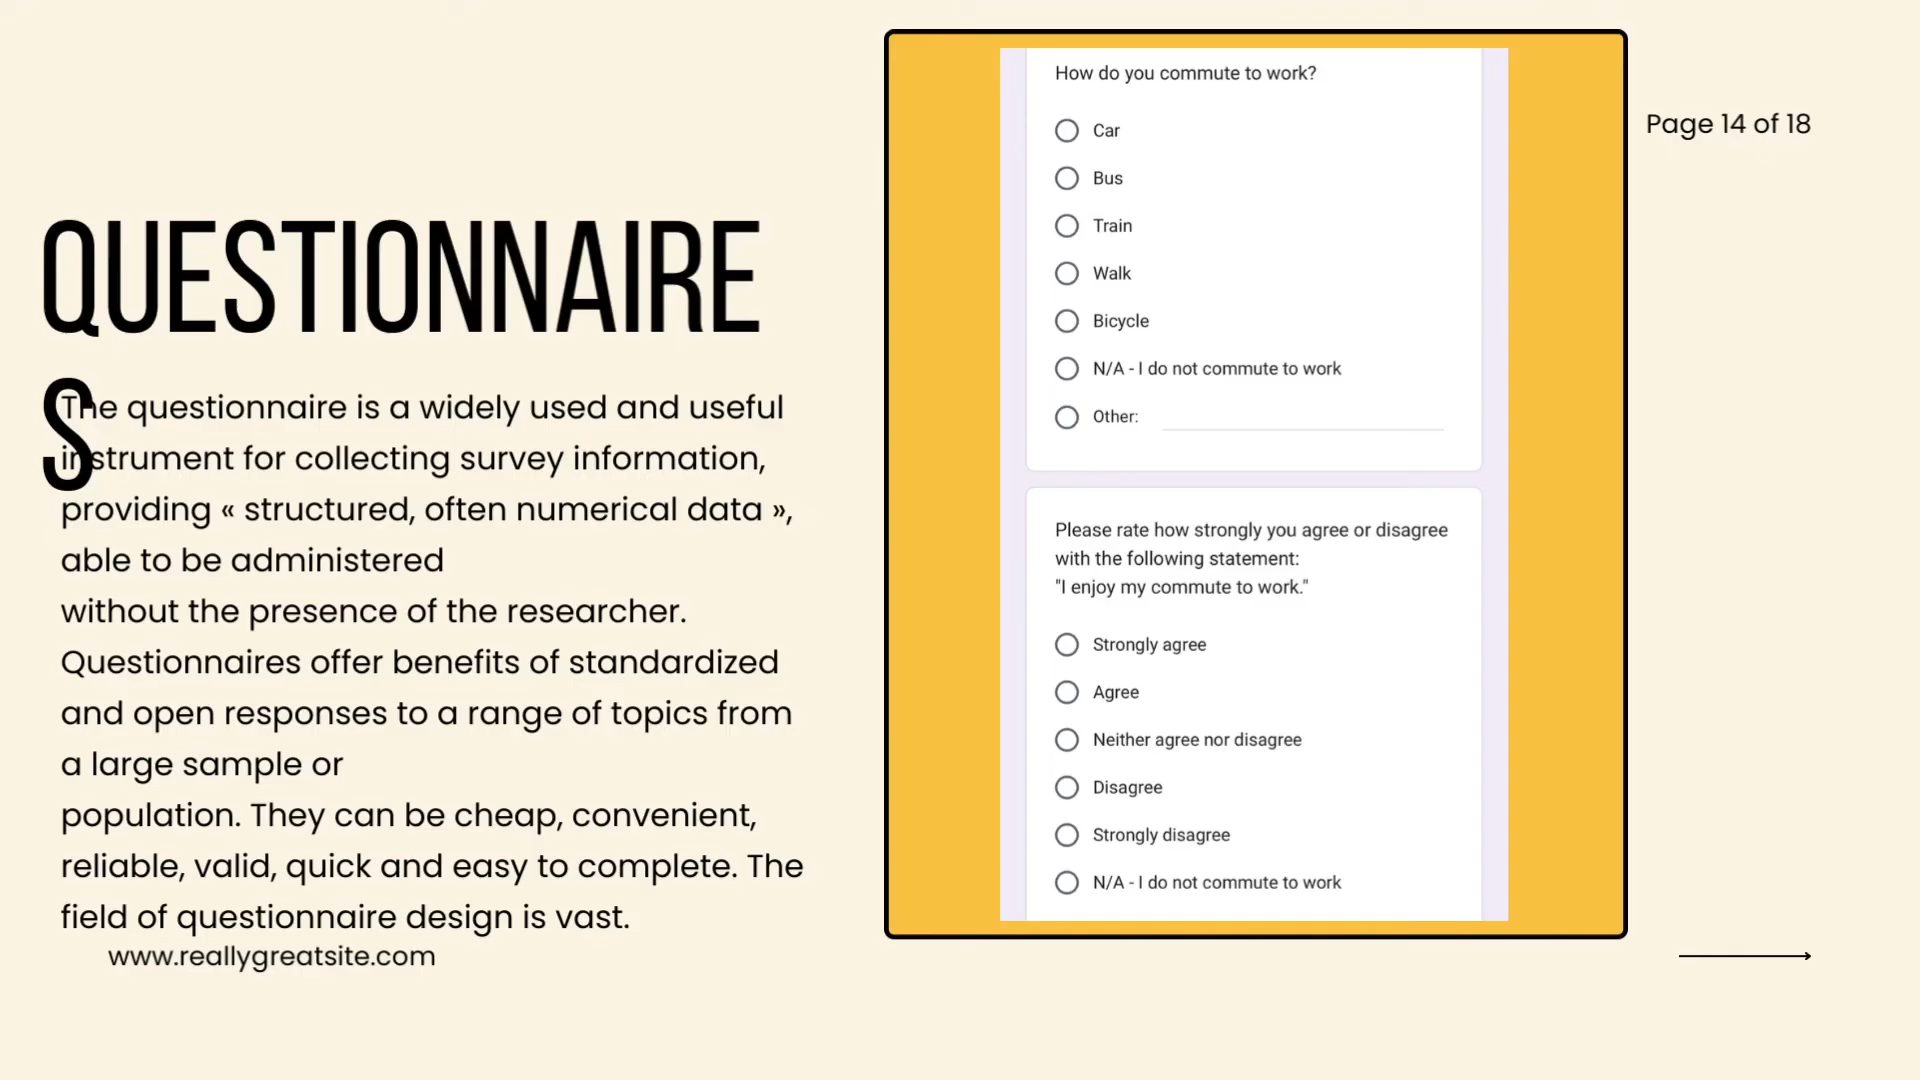 QUESTIONNAIRE
S
The questionnaire is a widely used and useful
instrument for collecting survey information,
providing « structured, often numerical data »,
able to be administered
without the presence of the researcher.
Questionnaires offer benefits of standardized
and open responses to a range of topics from
a large sample or
population. They can be cheap, convenient,
reliable, valid, quick and easy to complete. The
field of questionnaire design is vast.
www.reallygreatsite.com
How do you commute to work?
Car
Bus
Train
Walk
Bicycle
N/A - I do not commute to work
Other:
Please rate how strongly you agree or disagree
with the following statement:
"I enjoy my commute to work."
Strongly agree
Agree
Neither agree nor disagree
Disagree
Strongly disagree
N/A - I do not commute to work
Page 14 of 18